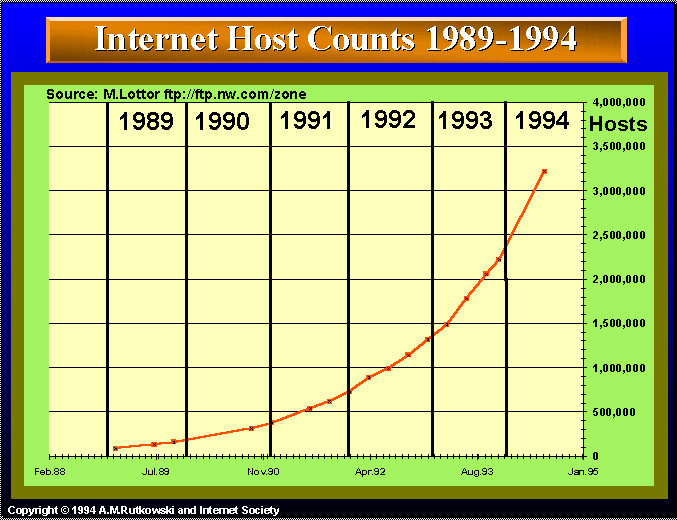 Internet Host Counts 1989-1994
Source: M.Lottor ftp://ftp.nw.com/zone
1989 1990 1991 1992 1993 1994
4,000,000
Hosts
3,500,000
3,000,000
2,500,000
2,000,000
1,500,000
1,000,000
500,000
0
Feb.88 Jul.89 Nov.90 Apr.92 Aug.93 Jan.95
Copyright © 1994 A.M.Rutkowski and Internet Society